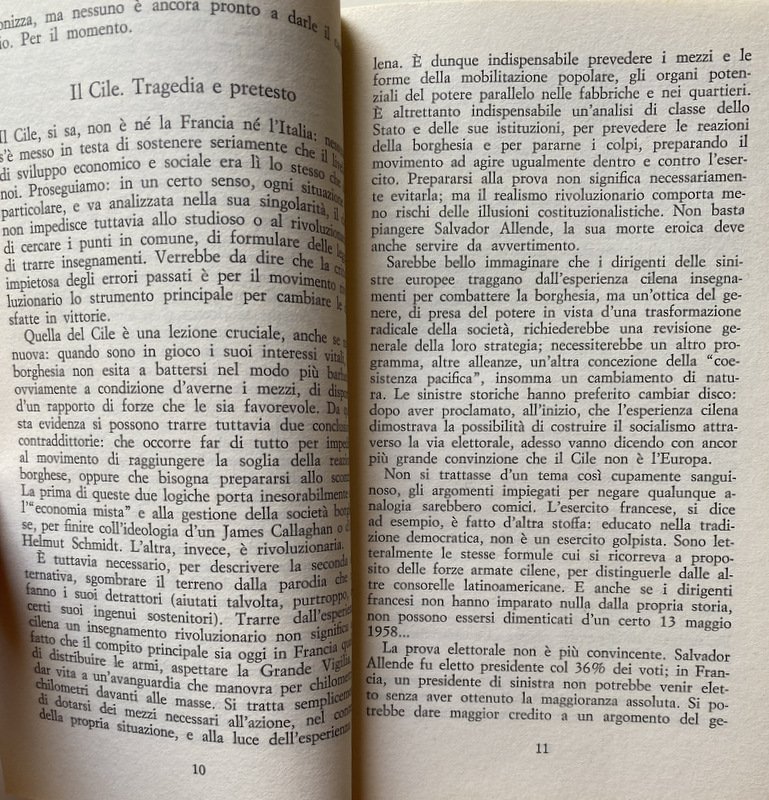 onizza, ma nessuno è ancora pronto a darle il
io. Per il momento.
Il Cile. Tragedia e pretesto
Il Cile, si sa, non è né la Francia né l'Italia:
s'è messo in testa di sostenere seriamente che il
di sviluppo economico e sociale era lì lo stesso che
noi. Proseguiamo: in un certo senso, ogni situazione
particolare, e va analizzata nella sua singolarità, il
non impedisce tuttavia allo studioso o al
di cercare i punti in comune, di formulare delle
di trarre insegnamenti. Verrebbe da dire che la
impietosa degli errori passati è per il movimento
luzionario lo strumento principale per cambiare le
sfatte in vittorie.
Quella del Cile è una lezione cruciale, anche se
nuova: quando sono in gioco i suoi interessi vitali
borghesia non esita a battersi nel modo più
ovviamente a condizione d'averne i mezzi, di
d'un rapporto di forze che le sia favorevole. Da
sta evidenza si possono trarre tuttavia due
contraddittorie: che occorre far di tutto per
al movimento di raggiungere la soglia della
borghese, oppure che bisogna prepararsi allo
La prima di queste due logiche porta inesorabilmente
l'"economia mista" e alla gestione della società
se, per finire coll'ideologia d'un James Callaghan o
Helmut Schmidt. L'altra, invece, è rivoluzionaria.
È tuttavia necessario, per descrivere la seconda
ternativa, sgombrare il terreno dalla parodia che
fanno i suoi detrattori (aiutati talvolta, purtroppo,
certi suoi ingenui sostenitori). Trarre
cilena un insegnamento rivoluzionario non significa
fatto che il compito principale sia oggi in Francia
di distribuire le armi, aspettare la Grande Vigilia,
dar vita a un'avanguardia che manovra per
chilometri davanti alle masse. Si tratta
di dotarsi dei mezzi necessari all'azione, nel
della propria situazione, e alla luce
10
lena. È dunque indispensabile prevedere i mezzi e le
forme della mobilitazione popolare, gli organi poten-
ziali del potere parallelo nelle fabbriche e nei quartieri.
È altrettanto indispensabile un'analisi di classe dello
Stato e delle sue istituzioni, per prevedere le reazioni
della borghesia e per pararne i colpi, preparando il
movimento ad agire ugualmente dentro e contro l'eser-
cito. Prepararsi alla prova non significa necessariamen-
te evitarla; ma il realismo rivoluzionario comporta me-
no rischi delle illusioni costituzionalistiche. Non basta
piangere Salvador Allende, la sua morte eroica deve
anche servire da avvertimento.
Sarebbe bello immaginare che i dirigenti delle sini-
stre europee traggano dall'esperienza cilena insegna-
menti per combattere la borghesia, ma un'ottica del ge-
nere, di presa del potere in vista d'una trasformazione
radicale della società, richiederebbe una revisione ge-
nerale della loro strategia; necessiterebbe un altro pro-
gramma, altre alleanze, un'altra concezione della "coe-
sistenza pacifica", insomma un cambiamento di natu-
ra. Le sinistre storiche hanno preferito cambiar disco:
dopo aver proclamato, all'inizio, che l'esperienza cilena
dimostrava la possibilità di costruire il socialismo attra-
verso la via elettorale, adesso vanno dicendo con ancor
più grande convinzione che il Cile non è l'Europa.
Non si trattasse d'un tema così cupamente sangui-
noso, gli argomenti impiegati per negare qualunque a-
nalogia sarebbero comici. L'esercito francese, si dice
ad esempio, è fatto d'altra stoffa: educato nella tradi-
zione democratica, non è un esercito golpista. Sono let-
teralmente le stesse formule cui si ricorreva a propo-
sito delle forze armate cilene, per distinguerle dalle al-
tre consorelle latinoamericane. E anche se i dirigenti
francesi non hanno imparato nulla dalla propria storia,
non possono essersi dimenticati d'un certo 13 maggio
1958...
La prova elettorale non è più convincente. Salvador
Allende fu eletto presidente col 36% dei voti; in Fran-
cia, un presidente di sinistra non potrebbe venir elet-
to senza aver ottenuto la maggioranza assoluta. Si po-
trebbe dare maggior credito a un argomento del ge-
11